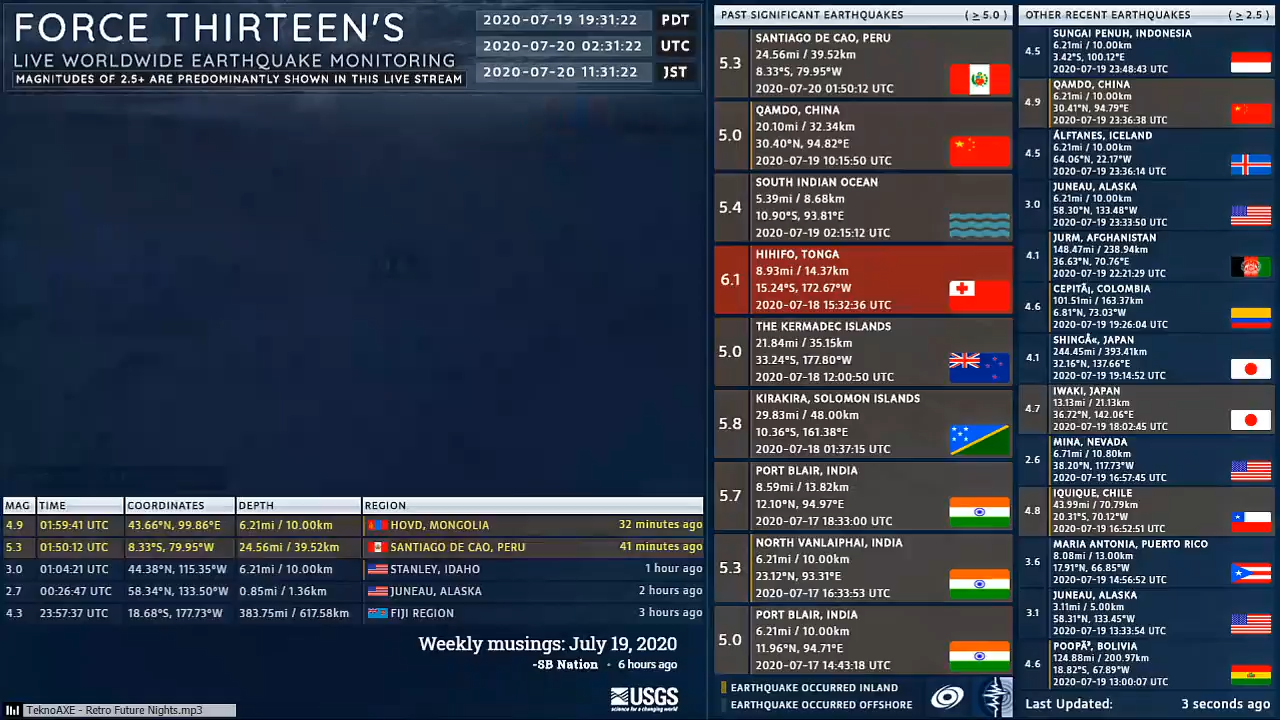 FORCE THIRTEEN'S
LIVE WORLDWIDE EARTHQUAKE MONITORING
MAGNITUDES OF 2.5+ ARE PREDOMINANTLY SHOWN IN THIS LIVE STREAM
2020-07-19 19:31:22 PDT
2020-07-20 02:31:22 UTC
2020-07-20 11:31:22 JST
MAG TIME COORDINATES DEPTH REGION
4.9 01:59:41 UTC 43.66°N, 99.86°E 6.21mi / 10.00km HOVD, MONGOLIA 32 minutes ago
5.3 01:50:12 UTC 8.33°S, 79.95°W 24.56mi / 39.52km SANTIAGO DE CAO, PERU 41 minutes ago
3.0 01:04:21 UTC 44.38°N, 115.35°W 6.21mi / 10.00km STANLEY, IDAHO 1 hour ago
2.7 00:26:47 UTC 58.34°N, 133.50°W 0.85mi / 1.36km JUNEAU, ALASKA 2 hours ago
4.3 23:57:37 UTC 18.68°S, 177.73°W 383.75mi / 617.58km FIJI REGION 3 hours ago
Weekly musings: July 19, 2020
-SB Nation • 6 hours ago
USGS
science for a changing world
TeknoAXE - Retro Future Nights.mp3
PAST SIGNIFICANT EARTHQUAKES ( ≥ 5.0 )
5.3
SANTIAGO DE CAO, PERU
24.56mi / 39.52km
8.33°S, 79.95°W
2020-07-20 01:50:12 UTC
5.0
QAMDO, CHINA
20.10mi / 32.34km
30.40°N, 94.82°E
2020-07-19 10:15:50 UTC
5.4
SOUTH INDIAN OCEAN
5.39mi / 8.68km
10.90°S, 93.81°E
2020-07-19 02:15:12 UTC
6.1
HIHIFO, TONGA
8.93mi / 14.37km
15.24°S, 172.67°W
2020-07-18 15:32:36 UTC
5.0
THE KERMADEC ISLANDS
21.84mi / 35.15km
33.24°S, 177.80°W
2020-07-18 12:00:50 UTC
5.8
KIRAKIRA, SOLOMON ISLANDS
29.83mi / 48.00km
10.36°S, 161.38°E
2020-07-18 01:37:15 UTC
5.7
PORT BLAIR, INDIA
8.59mi / 13.82km
12.10°N, 94.97°E
2020-07-17 18:33:00 UTC
5.3
NORTH VANLAIPHAI, INDIA
6.21mi / 10.00km
23.12°N, 93.31°E
2020-07-17 16:33:53 UTC
5.0
PORT BLAIR, INDIA
6.21mi / 10.00km
11.96°N, 94.71°E
2020-07-17 14:43:18 UTC
EARTHQUAKE OCCURRED INLAND
EARTHQUAKE OCCURRED OFFSHORE
OTHER RECENT EARTHQUAKES ( ≥ 2.5 )
4.5
SUNGAI PENUH, INDONESIA
6.21mi / 10.00km
3.42°S, 100.12°E
2020-07-19 23:48:43 UTC
4.9
QAMDO, CHINA
6.21mi / 10.00km
30.41°N, 94.79°E
2020-07-19 23:36:38 UTC
4.5
ÁLFTANES, ICELAND
6.21mi / 10.00km
64.06°N, 22.17°W
2020-07-19 23:36:14 UTC
3.0
JUNEAU, ALASKA
6.21mi / 10.00km
58.30°N, 133.48°W
2020-07-19 23:33:50 UTC
4.1
JURM, AFGHANISTAN
148.47mi / 238.94km
36.63°N, 70.76°E
2020-07-19 22:21:29 UTC
4.6
CEPITÃ¡, COLOMBIA
101.51mi / 163.37km
6.81°N, 73.03°W
2020-07-19 19:26:04 UTC
4.1
SHINGÅ«, JAPAN
244.45mi / 393.41km
32.16°N, 137.66°E
2020-07-19 19:14:52 UTC
4.7
IWAKI, JAPAN
13.13mi / 21.13km
36.72°N, 142.06°E
2020-07-19 18:02:45 UTC
2.6
MINA, NEVADA
6.71mi / 10.80km
38.20°N, 117.73°W
2020-07-19 16:57:45 UTC
4.8
IQUIQUE, CHILE
43.99mi / 70.79km
20.31°S, 70.12°W
2020-07-19 16:52:51 UTC
3.6
MARIA ANTONIA, PUERTO RICO
8.08mi / 13.00km
17.91°N, 66.85°W
2020-07-19 14:56:52 UTC
3.1
JUNEAU, ALASKA
3.11mi / 5.00km
58.31°N, 133.45°W
2020-07-19 13:33:54 UTC
4.6
POOPÃ³, BOLIVIA
124.88mi / 200.97km
18.82°S, 67.89°W
2020-07-19 13:00:07 UTC
Last Updated: 3 seconds ago